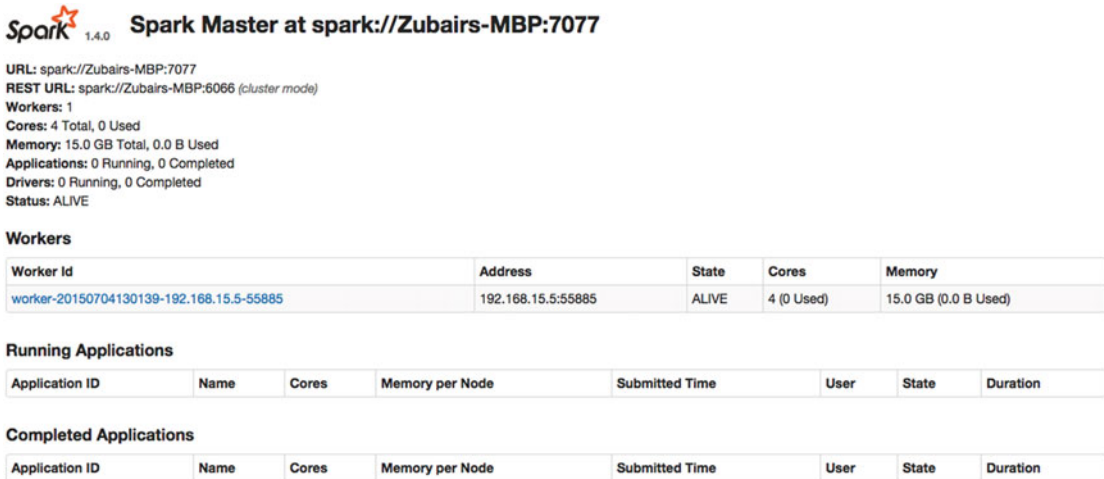 Spark 1.4.0 Spark Master at spark://Zubairs-MBP:7077
URL: spark://Zubairs-MBP:7077
REST URL: spark://Zubairs-MBP:6066 (cluster mode)
Workers: 1
Cores: 4 Total, 0 Used
Memory: 15.0 GB Total, 0.0 B Used
Applications: 0 Running, 0 Completed
Drivers: 0 Running, 0 Completed
Status: ALIVE
Workers
Worker Id Address State Cores Memory
worker-20150704130139-192.168.15.5-55885 192.168.15.5:55885 ALIVE 4 (0 Used) 15.0 GB (0.0 B Used)
Running Applications
Application ID Name Cores Memory per Node Submitted Time User State Duration
Completed Applications
Application ID Name Cores Memory per Node Submitted Time User State Duration